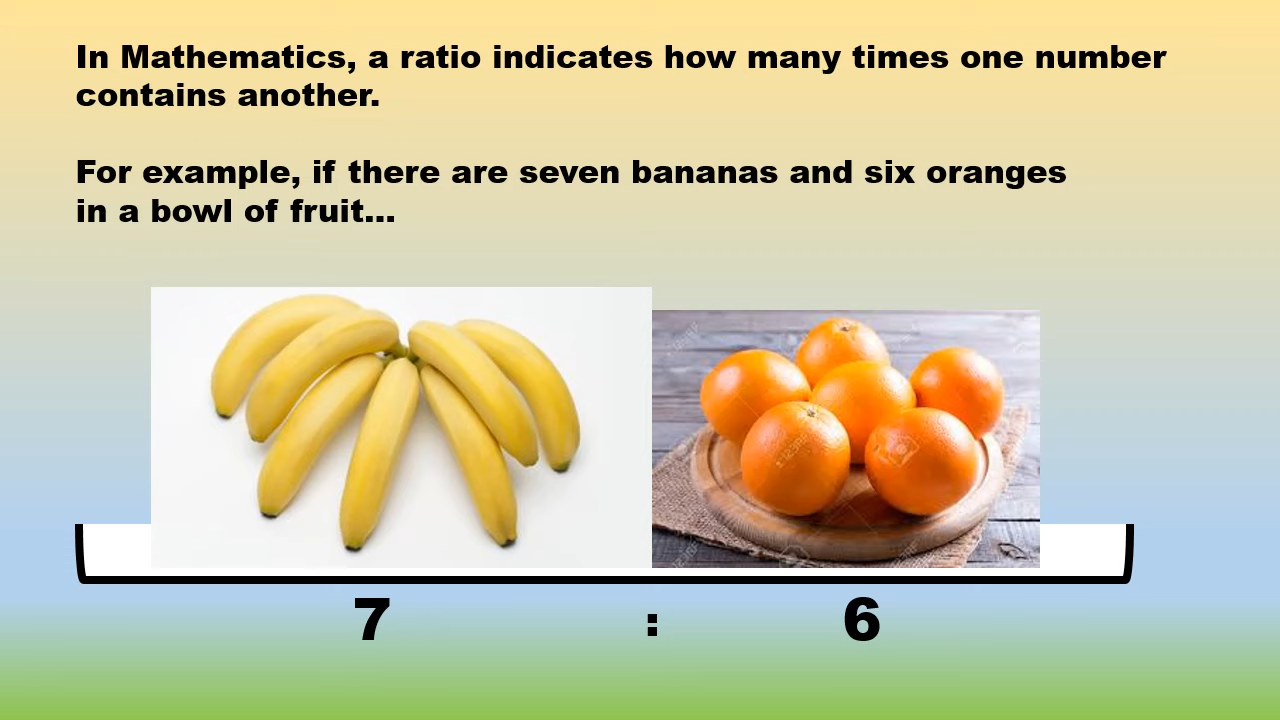 In Mathematics, a ratio indicates how many times one number
contains another.
For example, if there are seven bananas and six oranges
in a bowl of fruit...
7 : 6